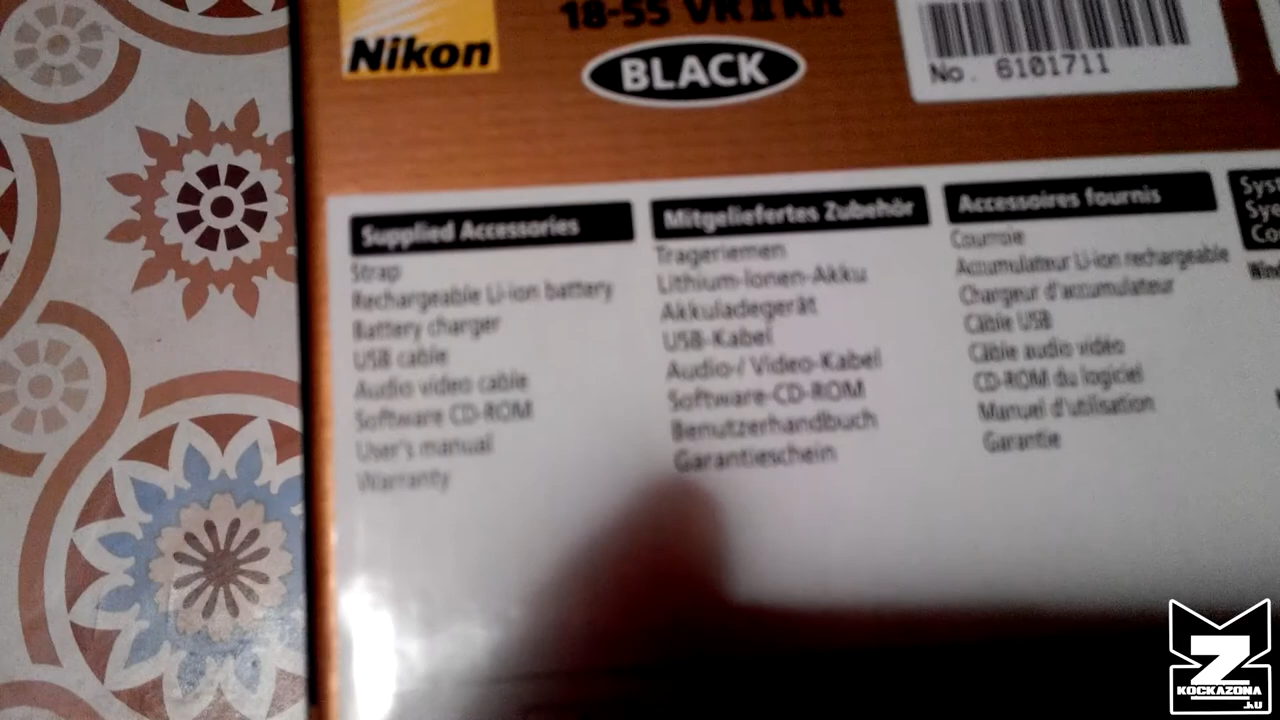 Nikon
18-55 VR II Kit
BLACK
No. 6101711
Supplied Accessories
Strap
Rechargeable Li-ion battery
Battery charger
USB cable
Audio video cable
Software CD-ROM
User's manual
Warranty
Mitgeliefertes Zubehör
Trageriemen
Lithium-Ionen-Akku
Akkuladegerät
USB-Kabel
Audio-/ Video-Kabel
Software-CD-ROM
Benutzerhandbuch
Garantieschein
Accessoires fournis
Courroie
Accumulateur Li-ion rechargeable
Chargeur d'accumulateur
Câble USB
Câble audio vidéo
CD-ROM du logiciel
Manuel d'utilisation
Garantie
Z
KOCKAZONA
.HU